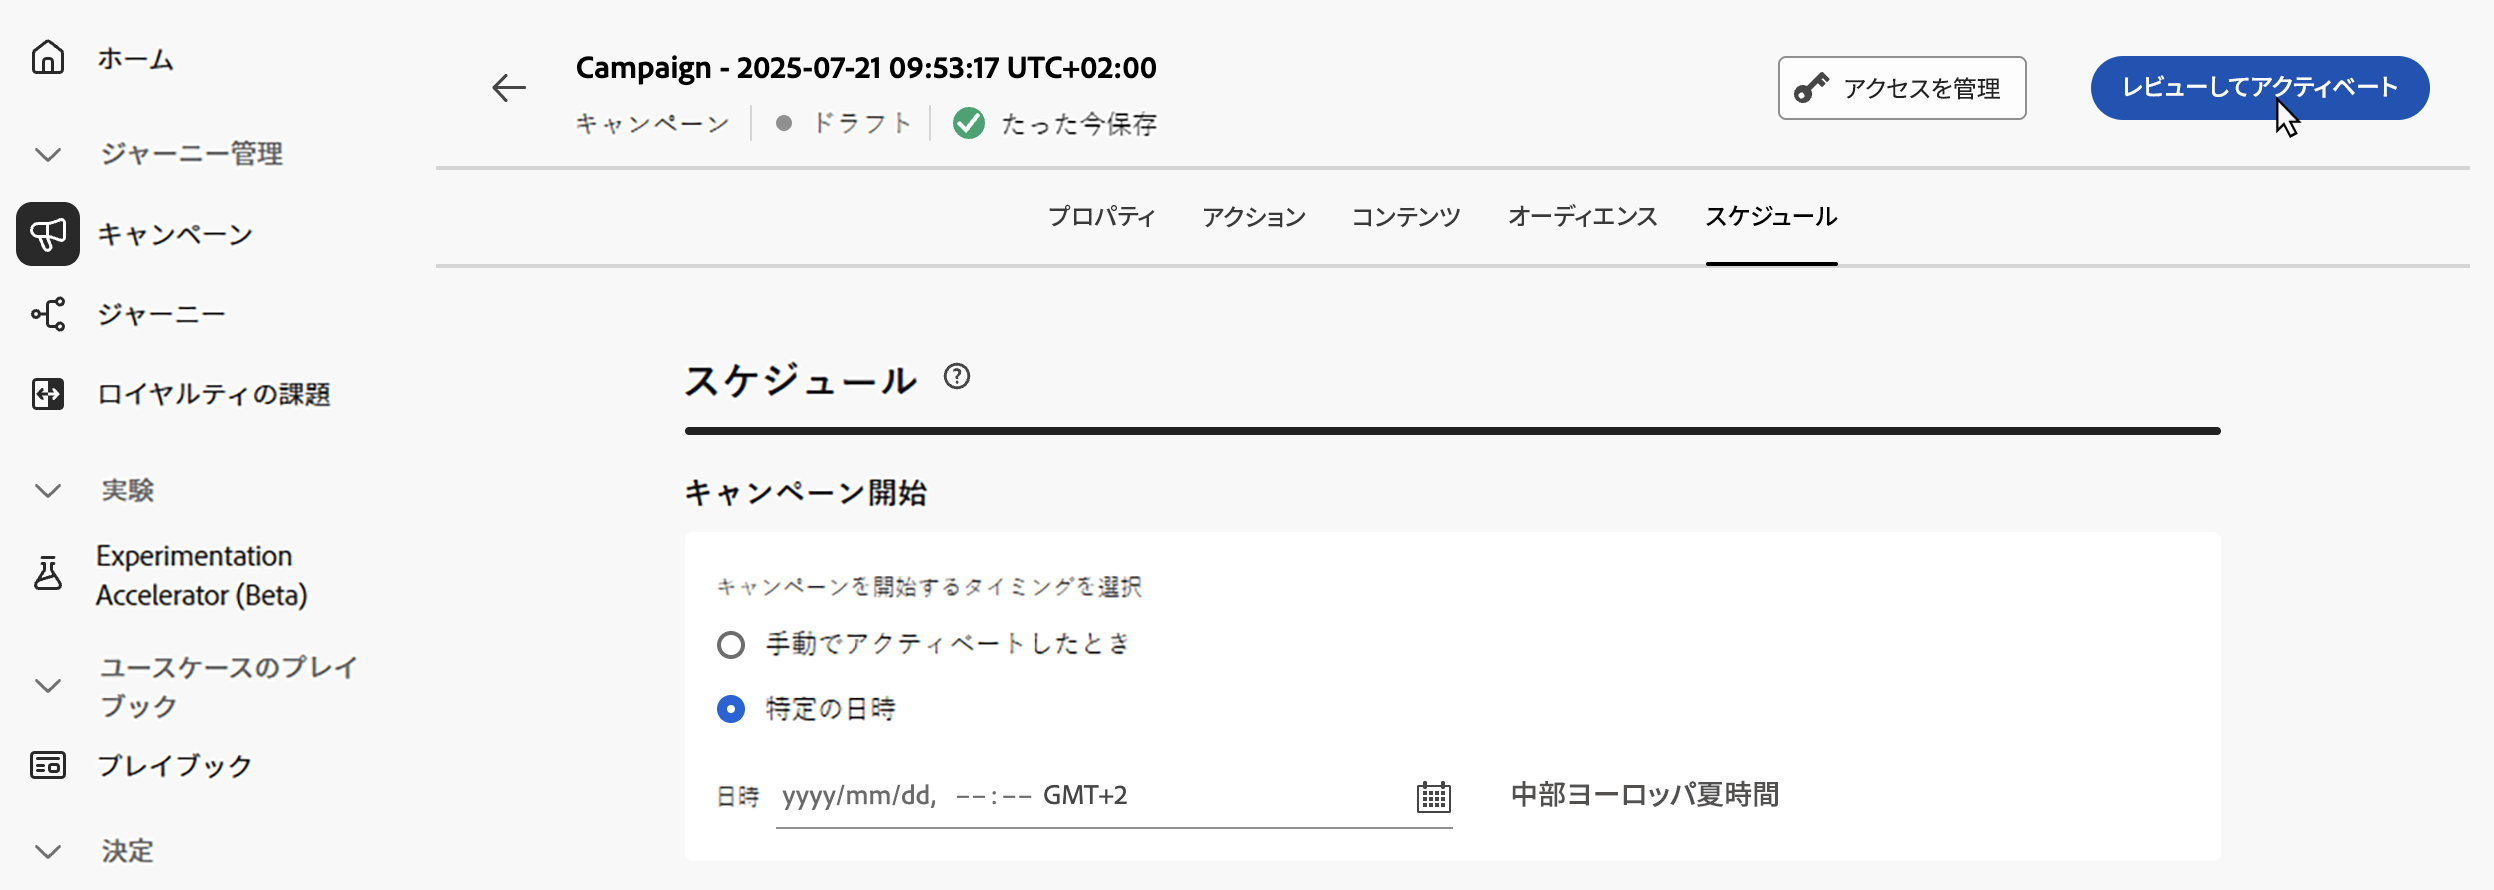 ホーム
ジャーニー管理
キャンペーン
ジャーニー
ロイヤルティの課題
実験
Experimentation
Accelerator (Beta)
ユースケースのプレイ
ブック
プレイブック
決定
Campaign - 2025-07-21 09:53:17 UTC+02:00
キャンペーン ドラフト たった今保存
アクセスを管理
レビューしてアクティベート
プロパティ アクション コンテンツ オーディエンス スケジュール
スケジュール
キャンペーン開始
キャンペーンを開始するタイミングを選択
手動でアクティベートしたとき
特定の日時
日時 yyyy/mm/dd, --:-- GMT+2 中部ヨーロッパ夏時間